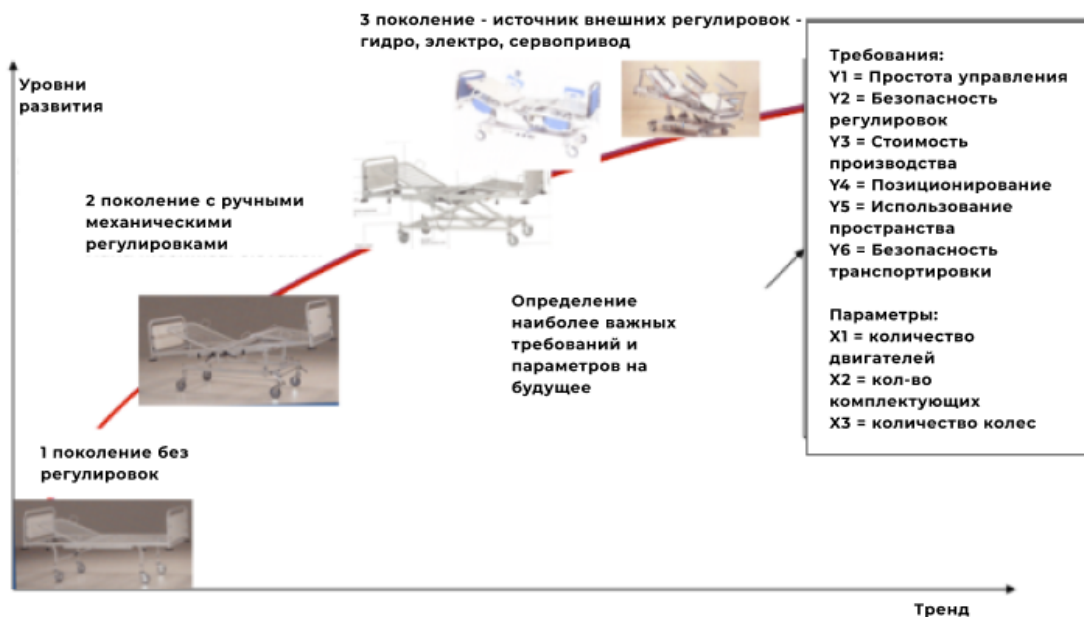 3 поколение - источник внешних регулировок -
гидро, электро, сервопривод
Уровни
развития
2 поколение с ручными
механическими
регулировками
1 поколение без
регулировок
Определение
наиболее важных
требований и
параметров на
будущее
Требования:
Y1 = Простота управления
Y2 = Безопасность
регулировок
Y3 = Стоимость
производства
Y4 = Позиционирование
Y5 = Использование
пространства
Y6 = Безопасность
транспортировки
Параметры:
X1 = количество
двигателей
X2 = кол-во
комплектующих
X3 = количество колес
Тренд